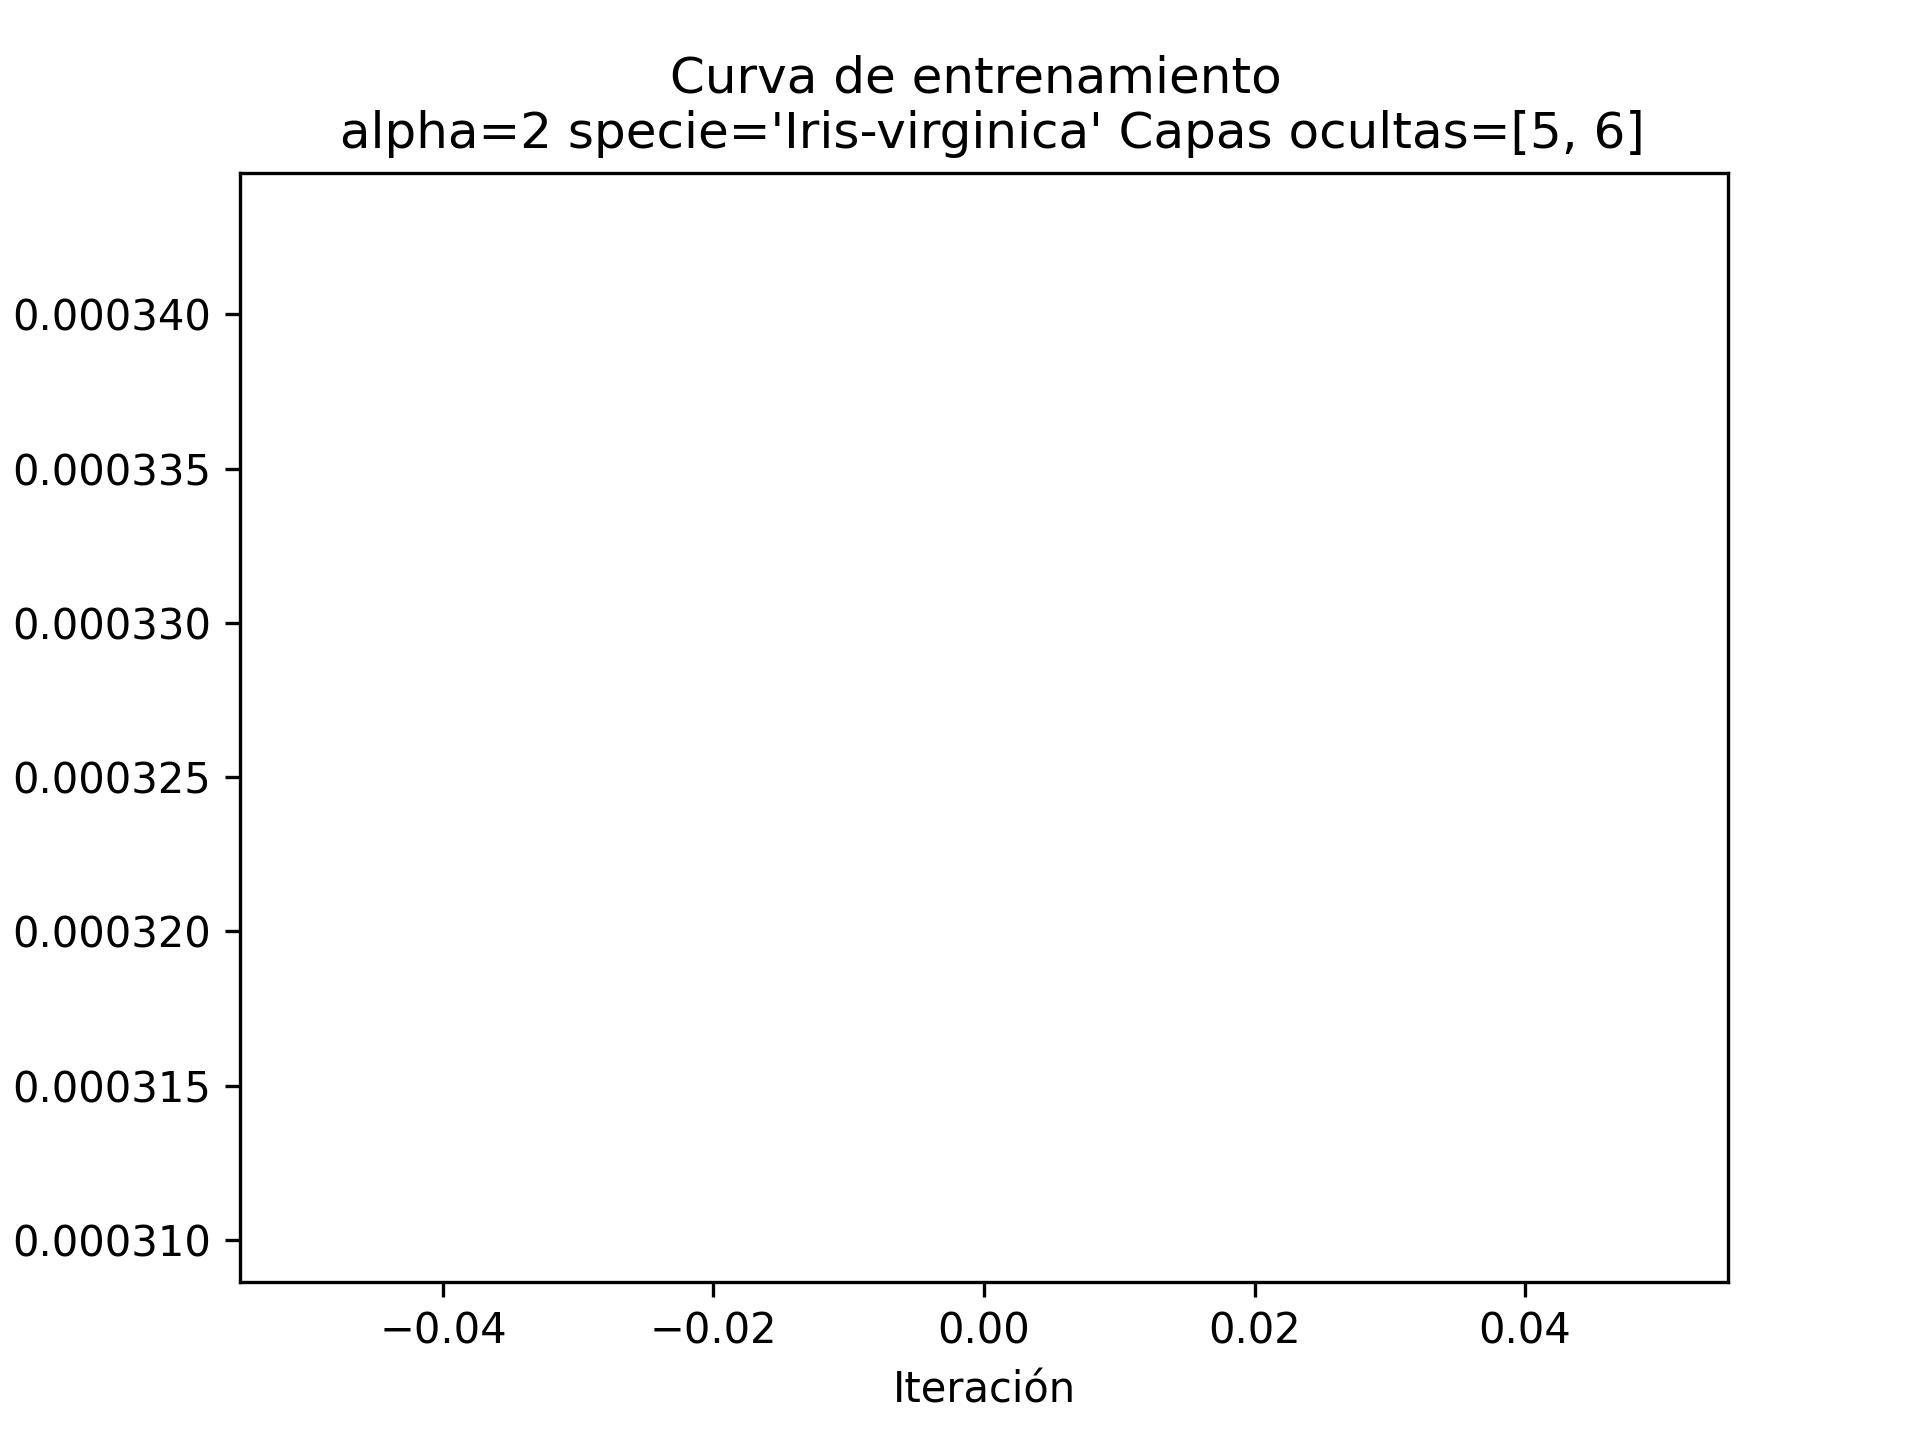 Curva de entrenamiento
alpha=2 specie='Iris-virginica' Capas ocultas=[5, 6]
0.000340
0.000335
0.000330
0.000325
0.000320
0.000315
0.000310
−0.04 −0.02 0.00 0.02 0.04
Iteración